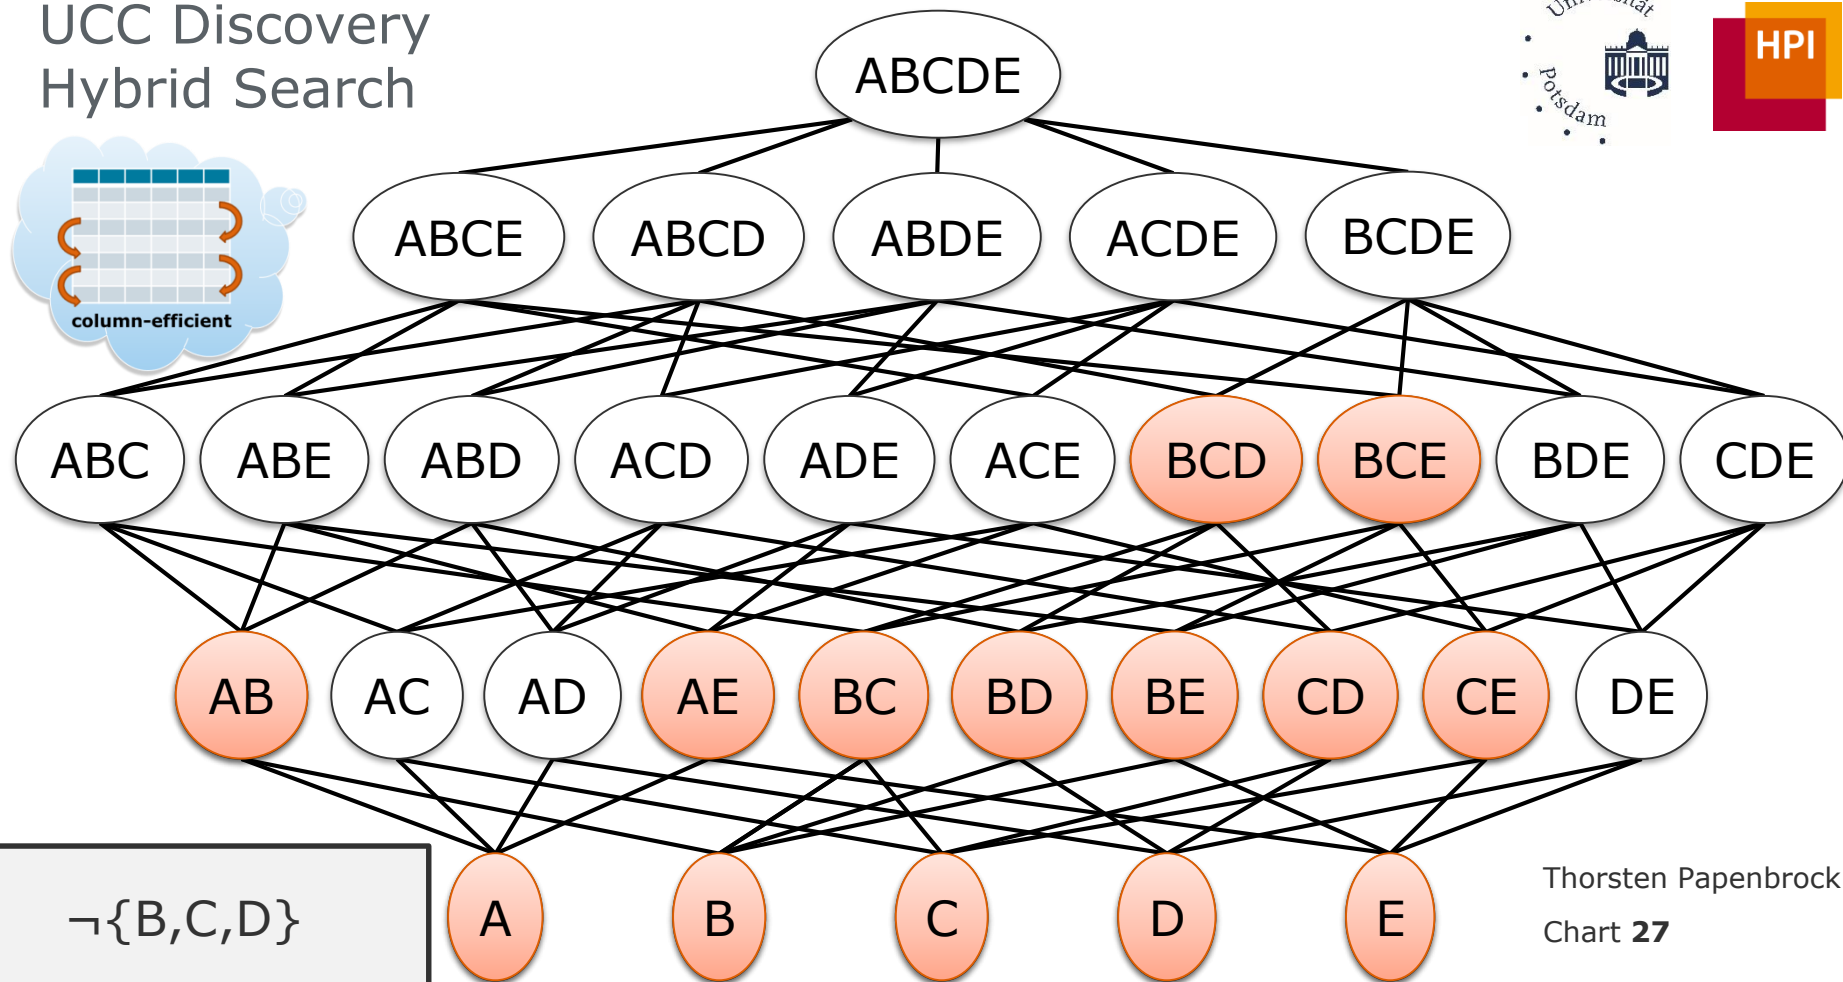 UCC Discovery
Hybrid Search
Potsdam
HPI
column-efficient
ABCDE
ABCE ABCD ABDE ACDE BCDE
ABC ABE ABD ACD ADE ACE BCD BCE BDE CDE
AB AC AD AE BC BD BE CD CE DE
A B C D E
¬{B,C,D}
Thorsten Papenbrock
Chart 27